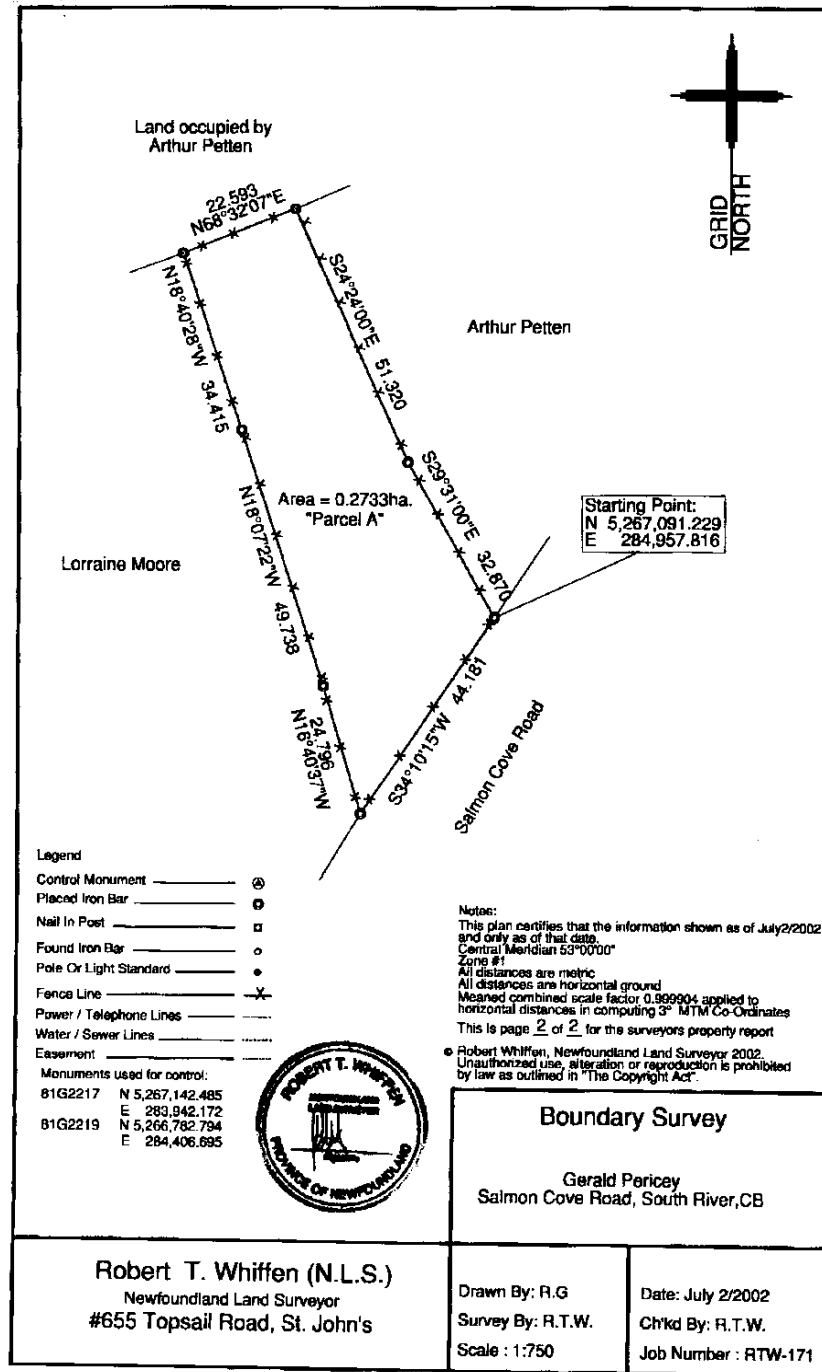 Land occupied by
Arthur Petten
22.593
N68°32'07"E
GRID
NORTH
N18°40'28"W 34.415
S24°24'00"E 51.320
Arthur Petten
Area = 0.2733ha.
"Parcel A"
S29°31'00"E 32.870
Starting Point:
N 5,267,091.229
E 284,957.816
Lorraine Moore
N18°07'22"W 49.738
24.796
N16°40'37"W
S34°10'15"W 44.181
Salmon Cove Road
Legend
Control Monument
Placed Iron Bar
Nail In Post
Found Iron Bar
Pole Or Light Standard
Fence Line
Power / Telephone Lines
Water / Sewer Lines
Easement
Monuments used for control:
81G2217 N 5,267,142.485
E 283,942.172
81G2219 N 5,266,782.794
E 284,406.695
ROBERT T. WHIFFEN
NEWFOUNDLAND
LAND SURVEYOR
PROVINCE OF NEWFOUNDLAND
Notes:
This plan certifies that the information shown as of July2/2002
and only as of that date.
Central Meridian 53°00'00"
Zone #1
All distances are metric
All distances are horizontal ground
Meaned combined scale factor 0.999904 applied to
horizontal distances in computing 3° MTM Co-Ordinates
This is page 2 of 2 for the surveyors property report
© Robert Whiffen, Newfoundland Land Surveyor 2002.
Unauthorized use, alteration or reproduction is prohibited
by law as outlined in "The Copyright Act".
Boundary Survey
Gerald Pericey
Salmon Cove Road, South River,CB
Robert T. Whiffen (N.L.S.)
Newfoundland Land Surveyor
#655 Topsail Road, St. John's
Drawn By: R.G
Survey By: R.T.W.
Scale : 1:750
Date: July 2/2002
Ch'kd By: R.T.W.
Job Number : RTW-171